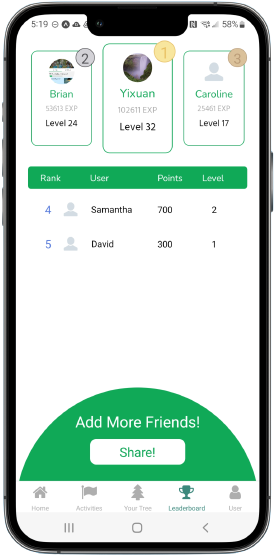 5:19
58%
2
1
3
Brian
Yixuan
Caroline
53613 EXP
102611 EXP
25461 EXP
Level 24
Level 32
Level 17
Rank User Points Level
4 Samantha 700 2
5 David 300 1
Add More Friends!
Share!
Home Activities Your Tree Leaderboard User